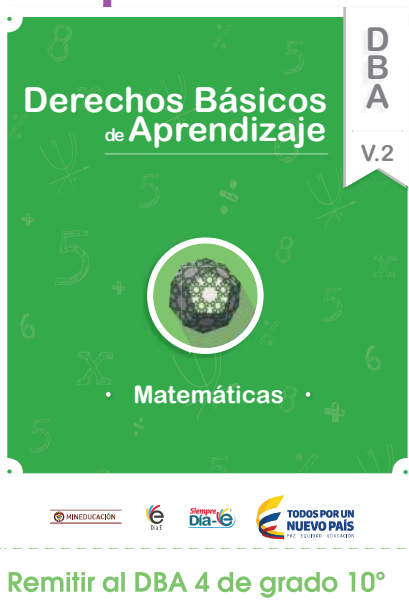 D
B
A
V.2
Derechos Básicos
de Aprendizaje
Matemáticas
MINEDUCACIÓN
Día E
Siempre
Día-e
TODOS POR UN
NUEVO PAÍS
PAZ EQUIDAD EDUCACIÓN
Remitir al DBA 4 de grado 10°